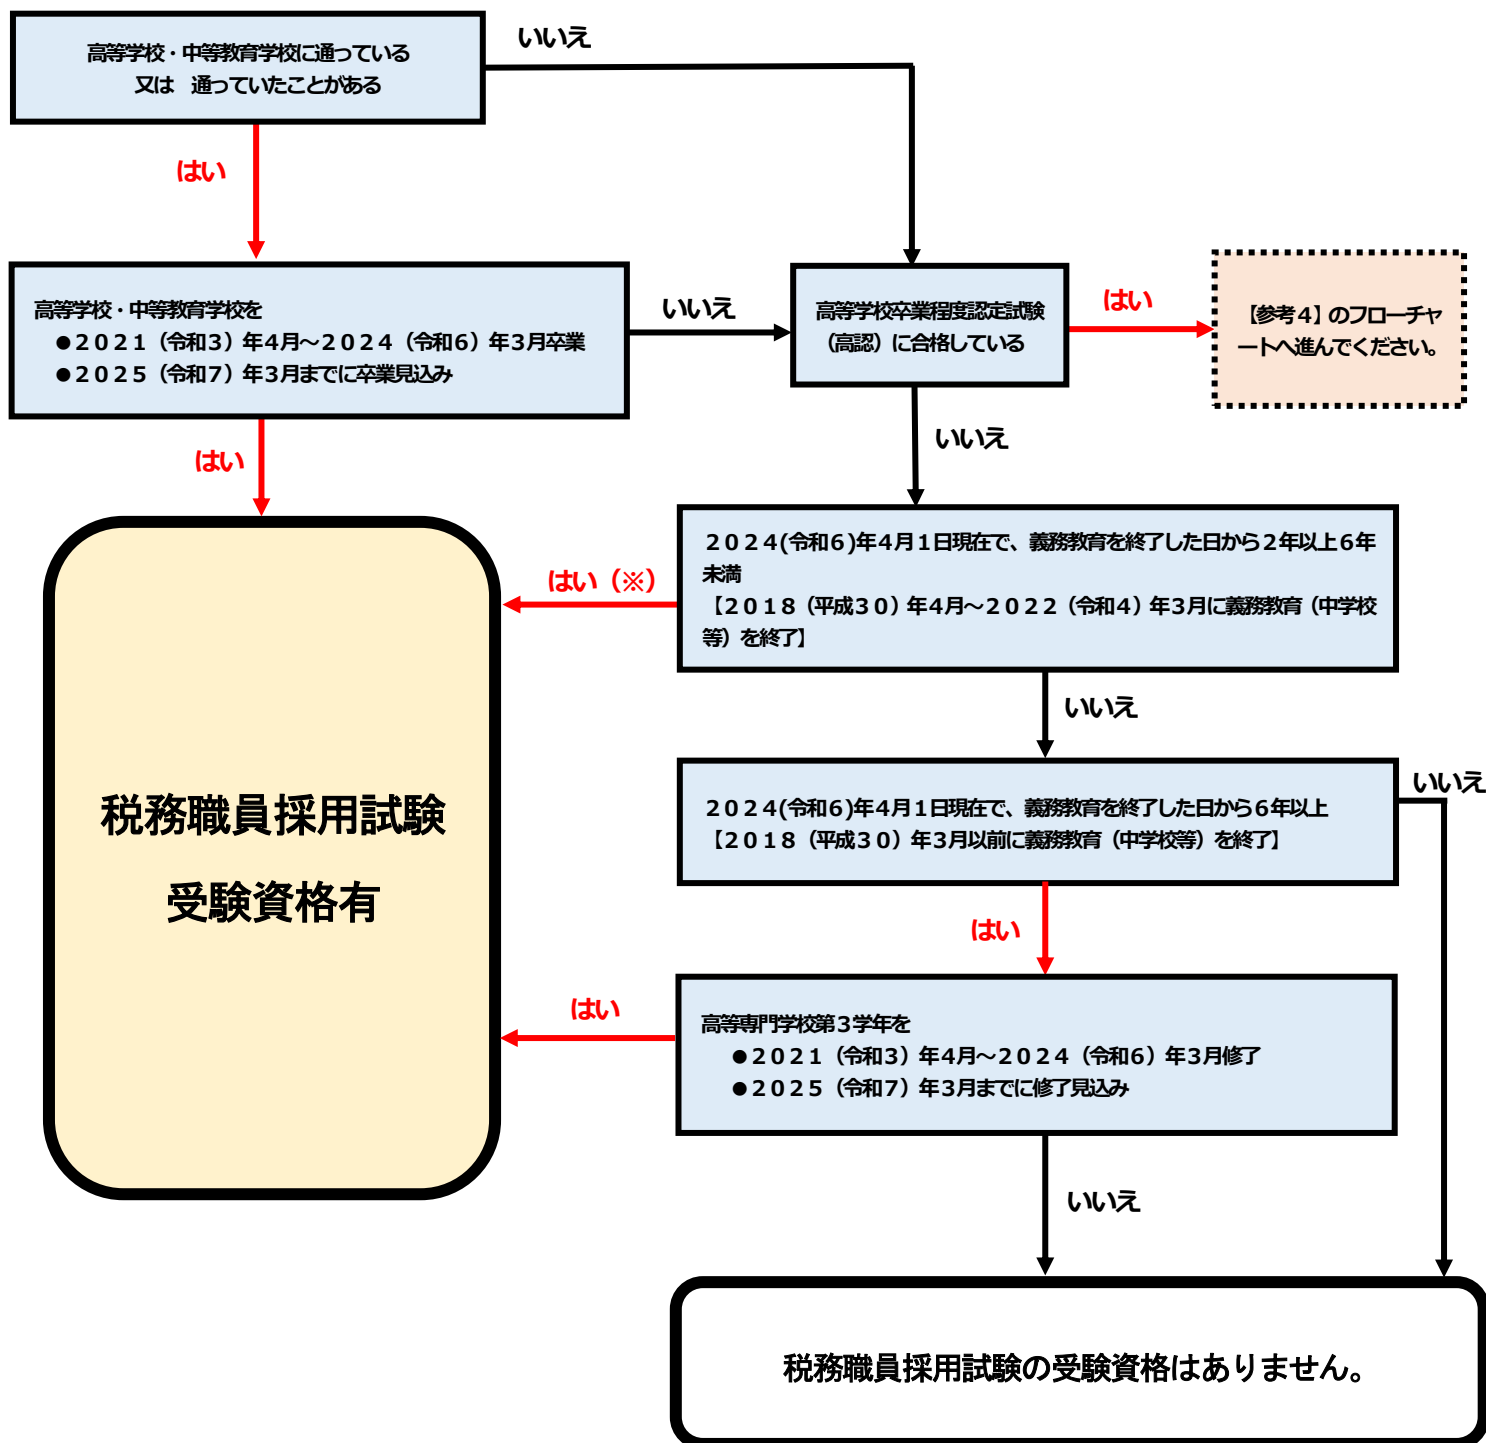 高等学校・中等教育学校に通っている
又は　通っていたことがある
いいえ
はい
高等学校・中等教育学校を
●２０２１（令和３）年４月～２０２４（令和６）年３月卒業
●２０２５（令和７）年３月までに卒業見込み
いいえ
高等学校卒業程度認定試験
（高認）に合格している
はい
【参考４】のフローチャ
ートへ進んでください。
はい
いいえ
２０２４(令和６)年４月１日現在で、義務教育を終了した日から２年以上６年
未満
【２０１８（平成３０）年４月～２０２２（令和４）年３月に義務教育（中学校
等）を終了】
はい（※）
いいえ
２０２４(令和６)年４月１日現在で、義務教育を終了した日から６年以上
【２０１８（平成３０）年３月以前に義務教育（中学校等）を終了】
いいえ
税務職員採用試験
受験資格有
はい
高等専門学校第３学年を
●２０２１（令和３）年４月～２０２４（令和６）年３月修了
●２０２５（令和７）年３月までに修了見込み
はい
いいえ
税務職員採用試験の受験資格はありません。